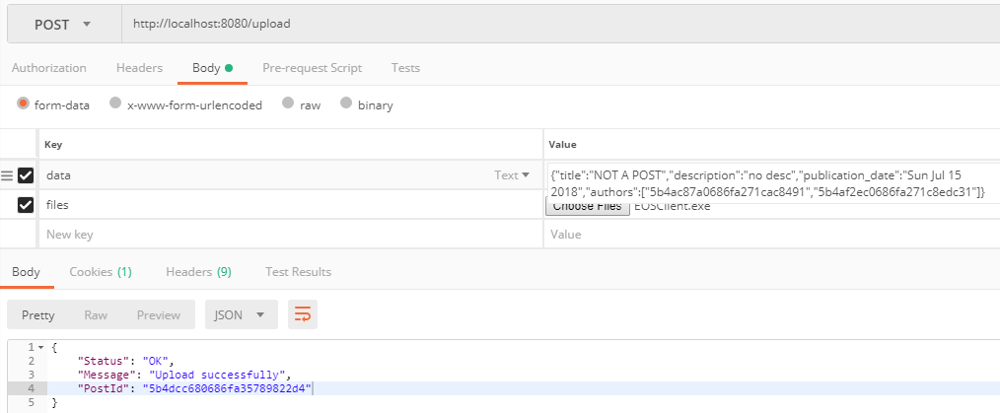 POST http://localhost:8080/upload
Authorization Headers Body Pre-request Script Tests
form-data x-www-form-urlencoded raw binary
Key Value
data Text {"title":"NOT A POST","description":"no desc","publication_date":"Sun Jul 15
2018","authors":["5b4ac87a0686fa271cac8491","5b4af2ec0686fa271c8edc31"]}
files Choose Files EOSClient.exe
New key Value
Body Cookies (1) Headers (9) Test Results
Pretty Raw Preview JSON
1 {
2 "Status": "OK",
3 "Message": "Upload successfully",
4 "PostId": "5b4dcc680686fa35789822d4"
5 }